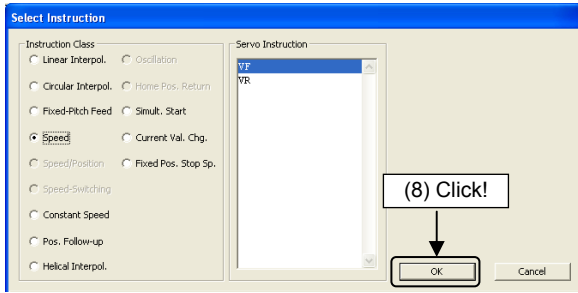 Select Instruction
Instruction Class
Linear Interpol.
Oscillation
Circular Interpol.
Home Pos. Return
Fixed-Pitch Feed
Simult. Start
Speed
Current Val. Chg.
Speed/Position
Fixed Pos. Stop Sp.
Speed-Switching
Constant Speed
Pos. Follow-up
Helical Interpol.
Servo Instruction
VF
VR
(8) Click!
OK
Cancel